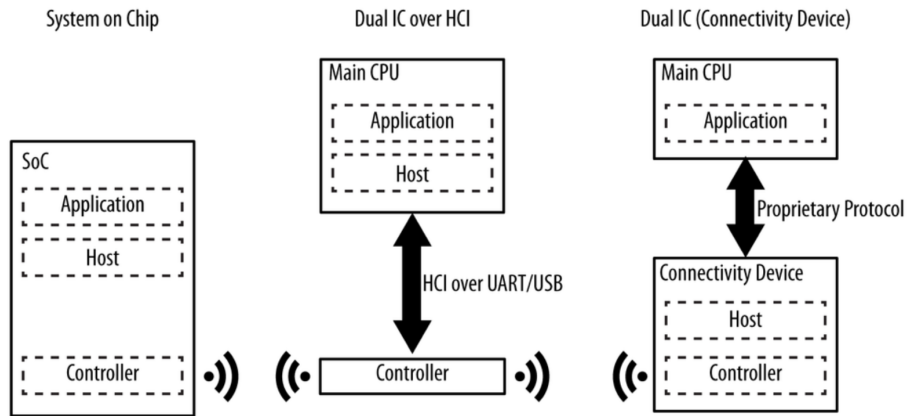 System on Chip
SoC
Application
Host
Controller
Dual IC over HCI
Main CPU
Application
Host
HCI over UART/USB
Controller
Dual IC (Connectivity Device)
Main CPU
Application
Proprietary Protocol
Connectivity Device
Host
Controller